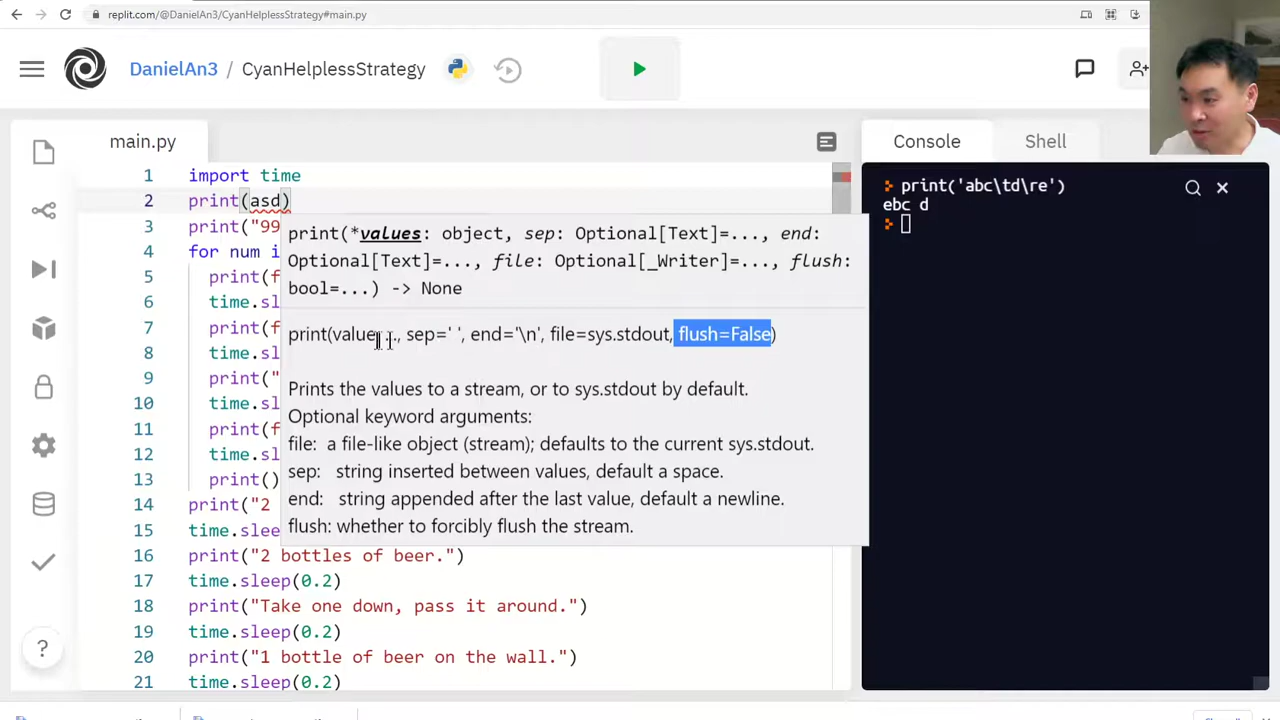 replit.com/@DanielAn3/CyanHelplessStrategy#main.py
DanielAn3 / CyanHelplessStrategy
main.py
Console
Shell
1 import time
2 print(asd)
3 print("99
4 for num i
5 print(f
6 time.sl
7 print(f
8 time.sl
9 print("
10 time.sl
11 print(f
12 time.sl
13 print()
14 print("2
15 time.slee
16 print("2 bottles of beer.")
17 time.sleep(0.2)
18 print("Take one down, pass it around.")
19 time.sleep(0.2)
20 print("1 bottle of beer on the wall.")
21 time.sleep(0.2)
print(*values: object, sep: Optional[Text]=..., end:
Optional[Text]=..., file: Optional[_Writer]=..., flush:
bool=...) -> None
print(value, ..., sep=' ', end='\n', file=sys.stdout, flush=False)
Prints the values to a stream, or to sys.stdout by default.
Optional keyword arguments:
file: a file-like object (stream); defaults to the current sys.stdout.
sep: string inserted between values, default a space.
end: string appended after the last value, default a newline.
flush: whether to forcibly flush the stream.
?
print('abc\td\re')
ebc d